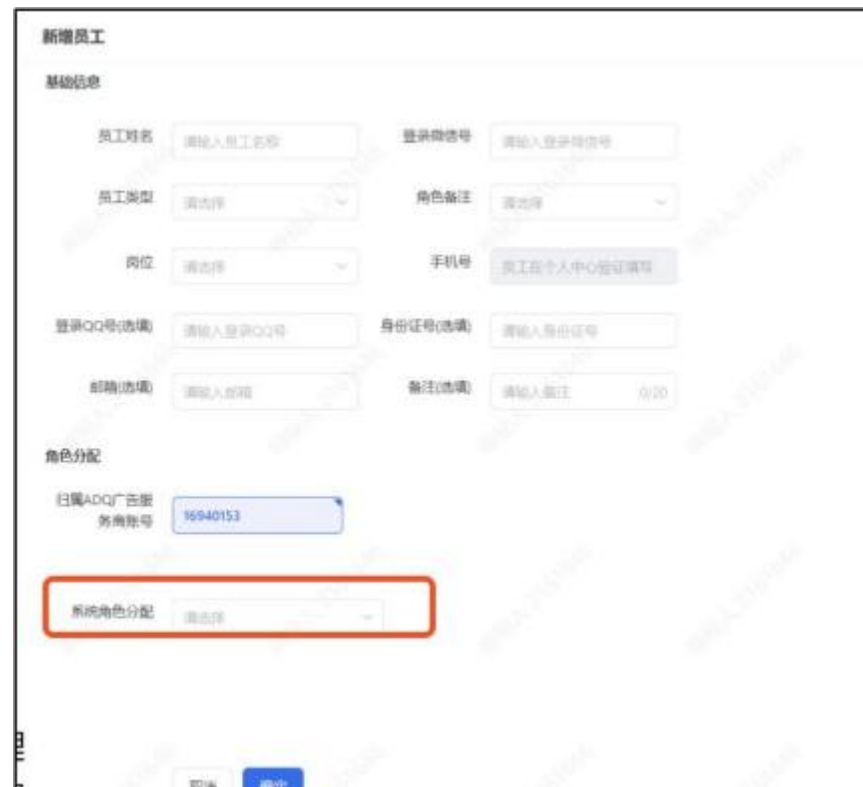 新增员工
基础信息
员工姓名 请输入员工名称 登录微信号 请输入登录微信号
员工类型 请选择 角色备注 请选择
岗位 请选择 手机号 员工在个人中心验证填写
登录QQ号(选填) 请输入登录QQ号 身份证号(选填) 请输入身份证号
邮箱(选填) 请输入邮箱 备注(选填) 请输入备注 0/20
角色分配
归属ADQ广告服
务商账号 16940153
系统角色分配 请选择
取消 确定